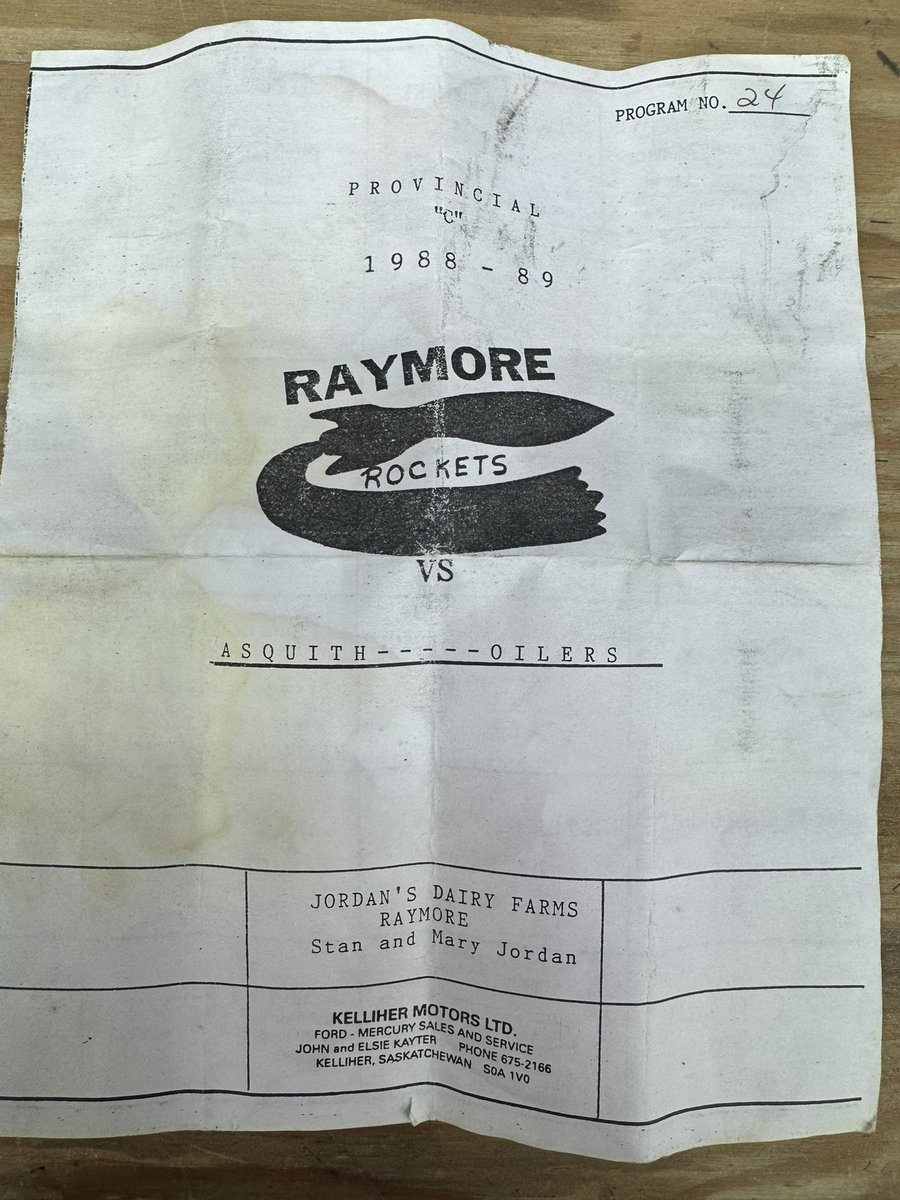 PROGRAM NO. 24
PROVINCIAL
"C"
1988-89
RAYMORE
ROCKETS
VS
ASQUITH-----OILERS
JORDAN'S DAIRY FARMS
RAYMORE
Stan and Mary Jordan
KELLIHER MOTORS LTD.
FORD - MERCURY SALES AND SERVICE
JOHN and ELSIE KAYTER PHONE 675-2166
KELLIHER, SASKATCHEWAN S0A 1V0